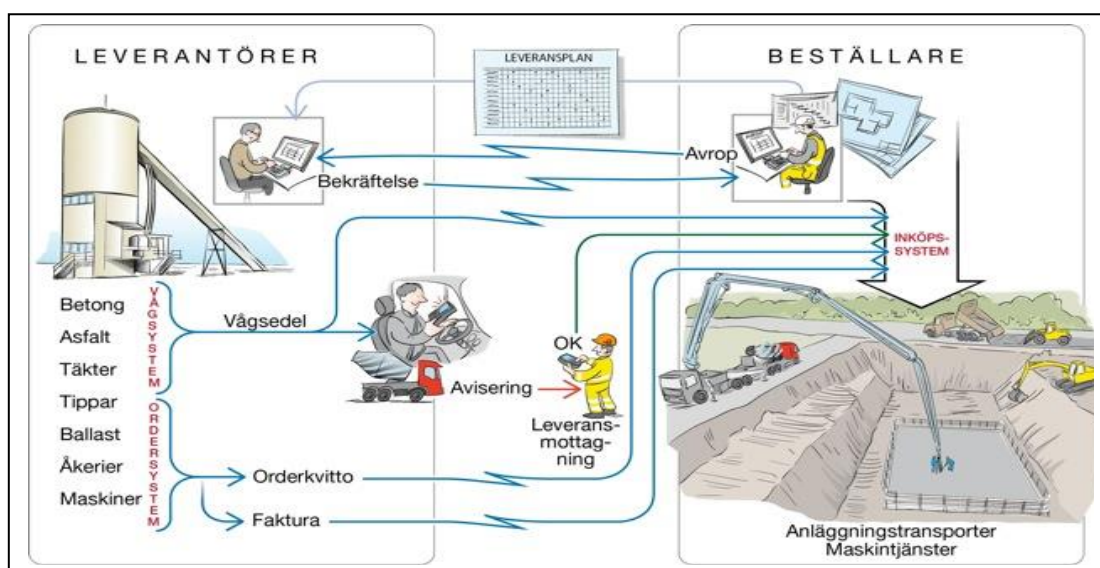 LEVERANTÖRER
LEVERANSPLAN
BESTÄLLARE
Avrop
Bekräftelse
INKÖPS-
SYSTEM
Betong
Asfalt
Täkter
Tippar
Ballast
Åkerier
Maskiner
VÅGSYSTEM
ORDERSYSTEM
Vågsedel
OK
Avisering
Leverans-
mottag-
ning
Orderkvitto
Faktura
Anläggningstransporter
Maskintjänster